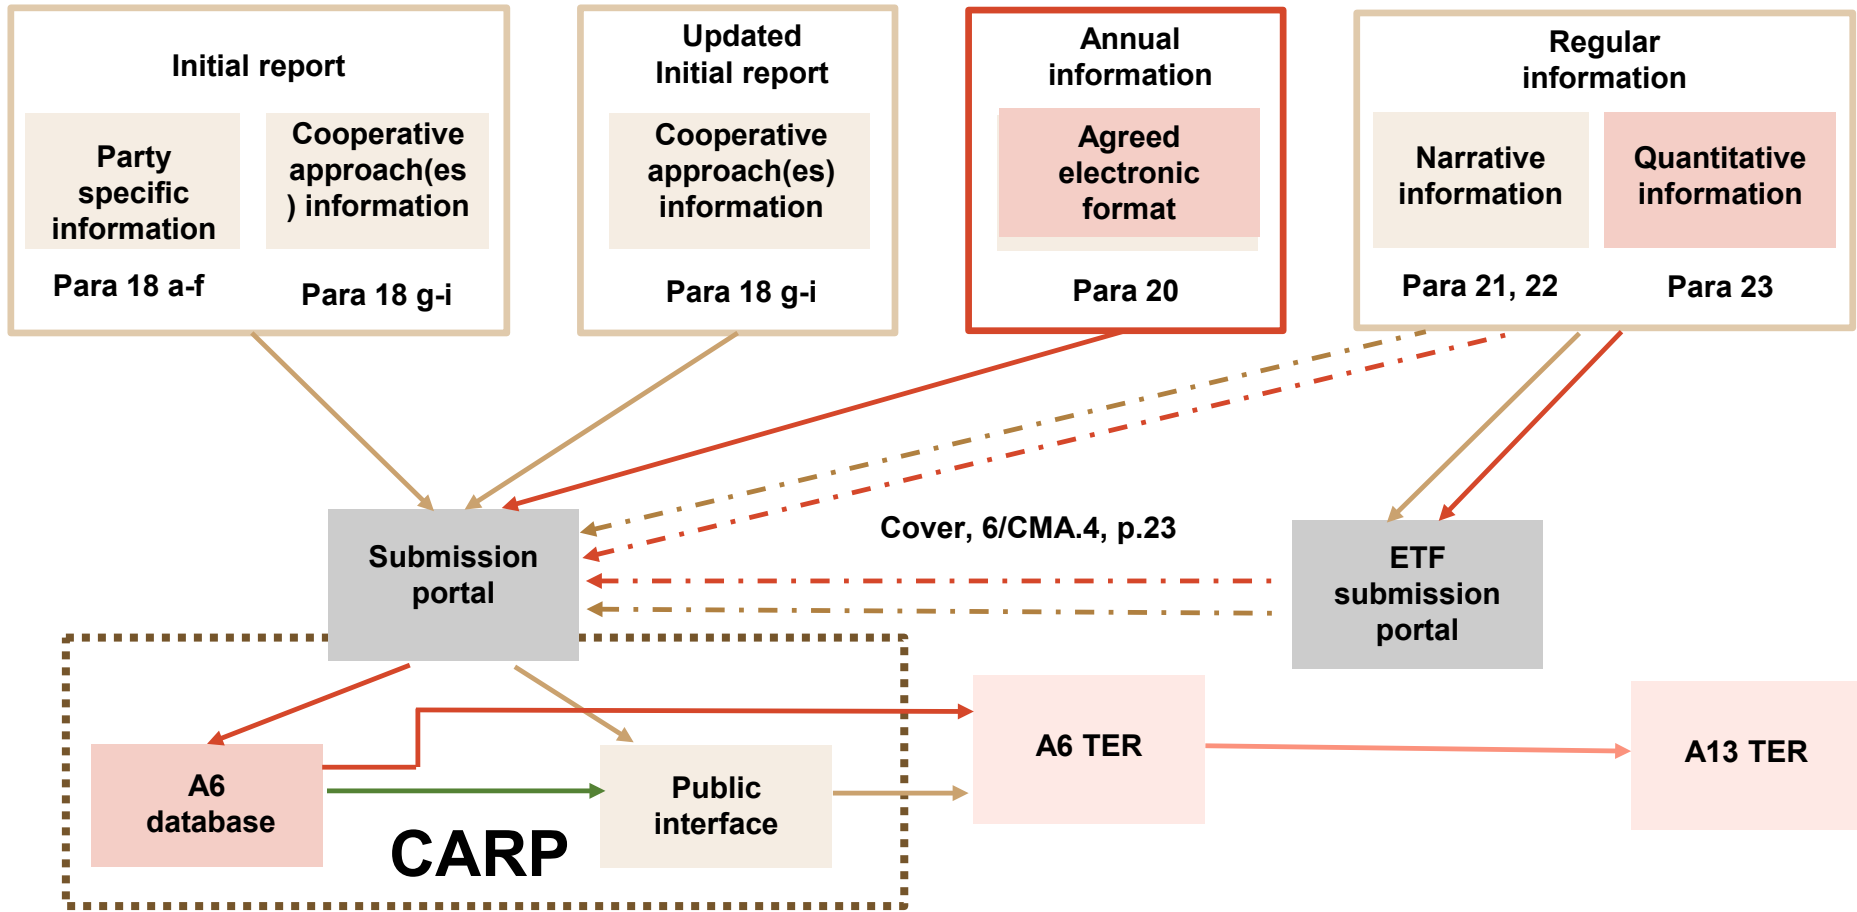 Initial report
Party
specific
information
Para 18 a-f
Cooperative
approach(es
) information
Para 18 g-i
Updated
Initial report
Cooperative
approach(es)
information
Para 18 g-i
Annual
information
Agreed
electronic
format
Para 20
Regular
information
Narrative
information
Para 21, 22
Quantitative
information
Para 23
Submission
portal
Cover, 6/CMA.4, p.23
ETF
submission
portal
A6
database
CARP
Public
interface
A6 TER
A13 TER